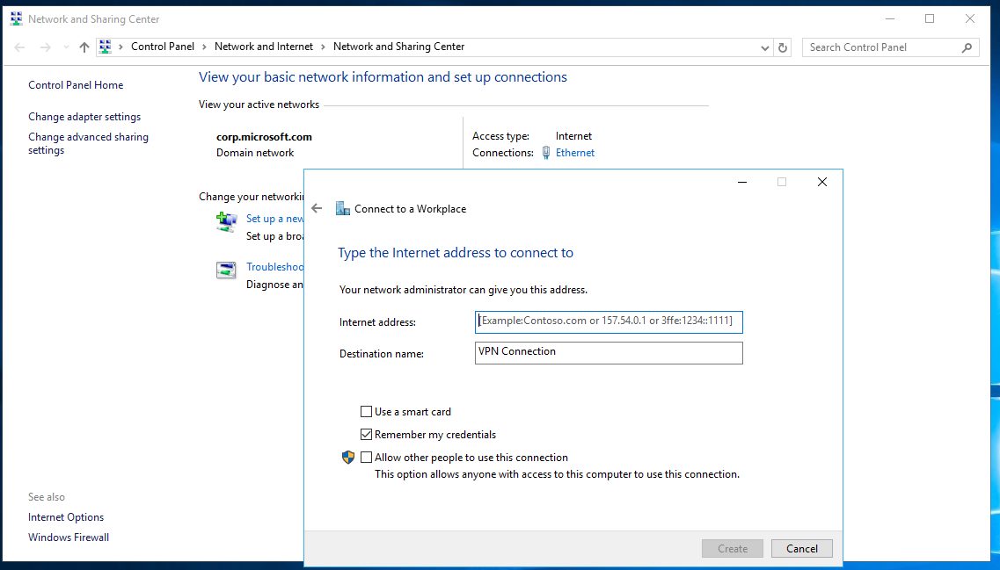 Network and Sharing Center
Control Panel > Network and Internet > Network and Sharing Center
Search Control Panel
Control Panel Home
Change adapter settings
Change advanced sharing
settings
See also
Internet Options
Windows Firewall
View your basic network information and set up connections
View your active networks
corp.microsoft.com
Domain network
Access type: Internet
Connections: Ethernet
Change your networkin
Set up a new
Set up a broa
Troubleshoo
Diagnose an
Connect to a Workplace
Type the Internet address to connect to
Your network administrator can give you this address.
Internet address: [Example:Contoso.com or 157.54.0.1 or 3ffe:1234::1111]
Destination name: VPN Connection
Use a smart card
Remember my credentials
Allow other people to use this connection
This option allows anyone with access to this computer to use this connection.
Create Cancel